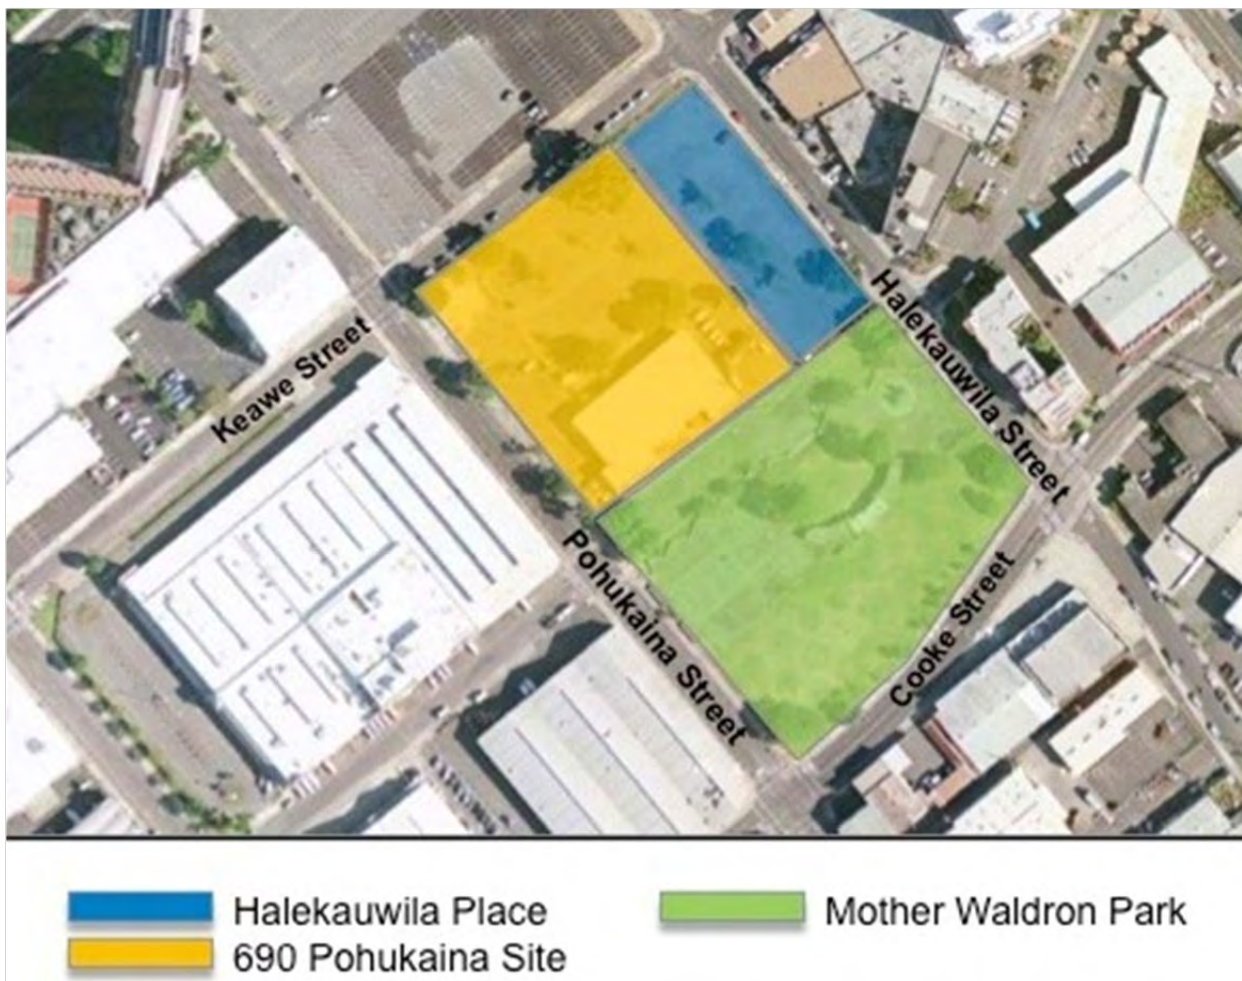 Keawe Street
Halekauwila Street
Pohukaina Street
Cooke Street
Halekauwila Place
690 Pohukaina Site
Mother Waldron Park